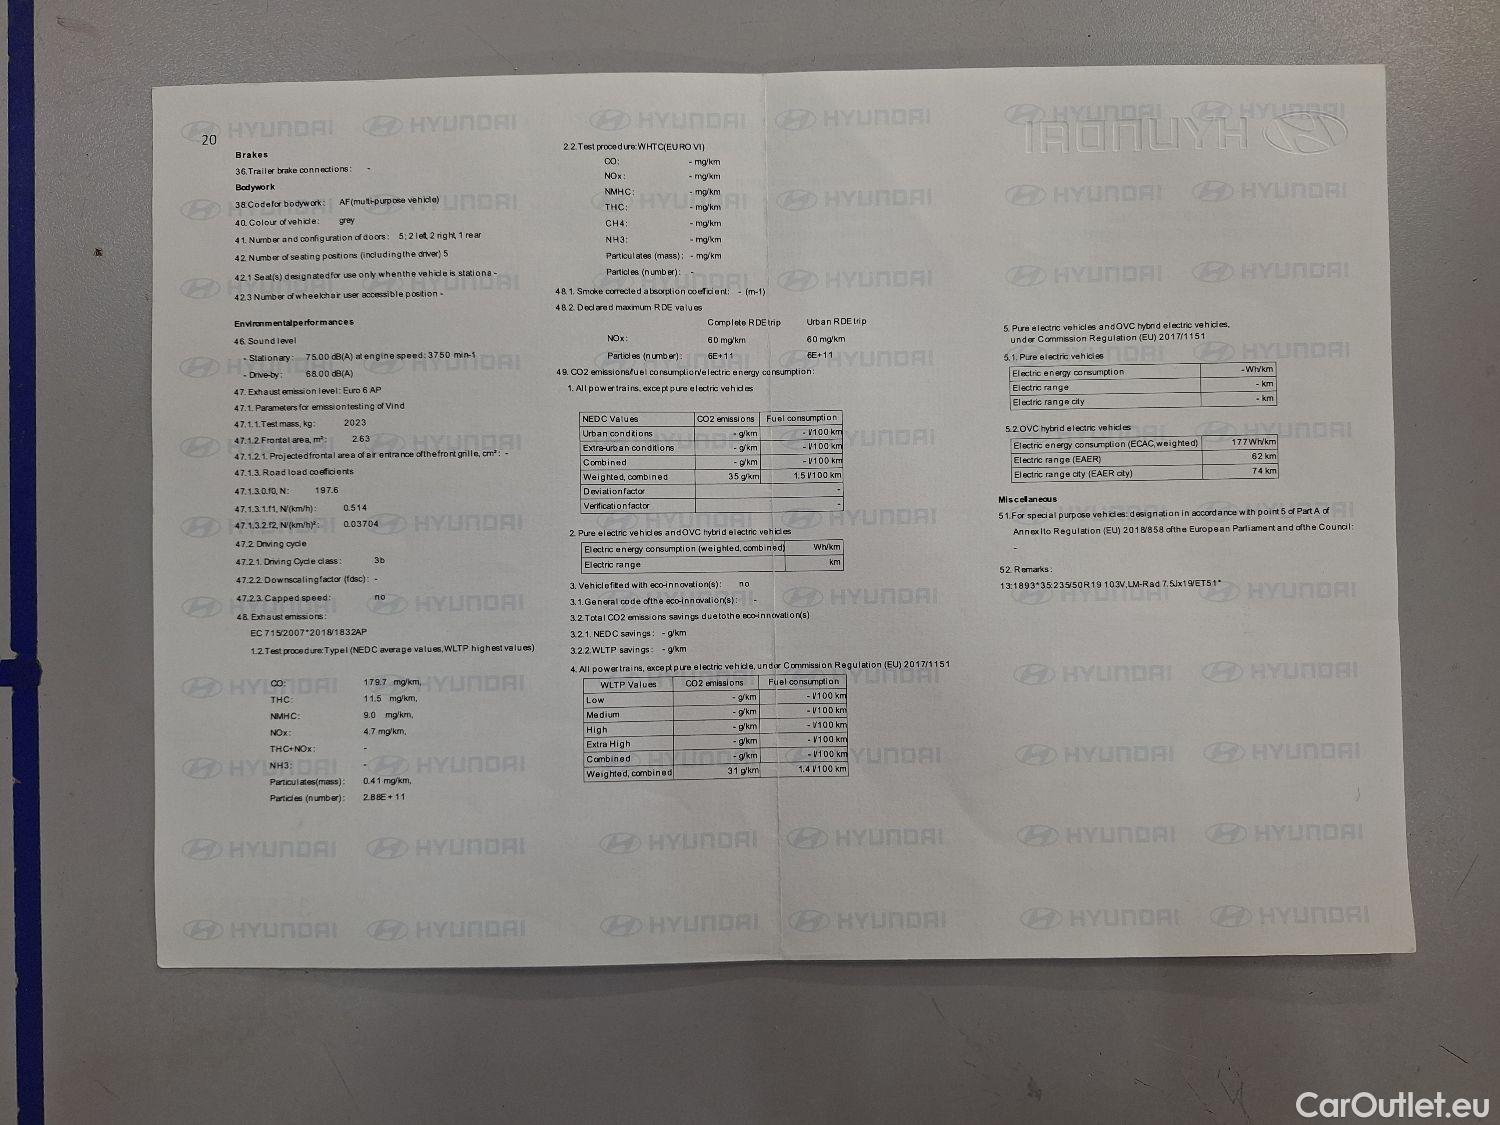 20
Brakes
36.Trailer brake connections: -
Bodywork
38.Code for bodywork: AF(multi-purpose vehicle)
40. Colour of vehicle: grey
41. Number and configuration of doors: 5; 2 left, 2 right, 1 rear
42. Number of seating positions (including the driver) 5
42.1 Seat(s) designated for use only when the vehicle is stationa -
42.3 Number of wheelchair user accessible position -
Environmental performances
46. Sound level
- Stationary: 75.00 dB(A) at engine speed: 3750 min-1
- Drive-by: 68.00 dB(A)
47. Exhaust emission level: Euro 6 AP
47.1. Parameters for emission testing of Vind
47.1.1.Test mass, kg: 2023
47.1.2.Frontal area, m²: 2.63
47.1.2.1. Projected frontal area of air entrance of the front grille, cm²: -
47.1.3. Road load coefficients
47.1.3.0.f0, N: 197.6
47.1.3.1.f1, N/(km/h): 0.514
47.1.3.2.f2, N/(km/h)²: 0.03704
47.2. Driving cycle
47.2.1. Driving Cycle class: 3b
47.2.2. Downscaling factor (fdsc): -
47.2.3. Capped speed: no
48. Exhaust emissions:
EC 715/2007*2018/1832AP
1.2.Test procedure:Type I (NEDC average values, WLTP highest values)
CO: 179.7 mg/km,
THC: 11.5 mg/km,
NMHC: 9.0 mg/km,
NOx: 4.7 mg/km,
THC+NOx: -
NH3: -
Particulates(mass): 0.41 mg/km,
Particles (number): 2.88E+11
2.2.Test procedure:WHTC(EURO VI)
CO: - mg/km
NOx: - mg/km
NMHC: - mg/km
THC: - mg/km
CH4: - mg/km
NH3: - mg/km
Particulates (mass): - mg/km
Particles (number): -
48.1. Smoke corrected absorption coefficient: - (m-1)
48.2. Declared maximum RDE values
Complete RDE trip Urban RDE trip
NOx: 60 mg/km 60 mg/km
Particles (number): 6E+11 6E+11
49. CO2 emissions/fuel consumption/electric energy consumption:
1. All powertrains, except pure electric vehicles
NEDC Values CO2 emissions Fuel consumption
Urban conditions - g/km - l/100 km
Extra-urban conditions - g/km - l/100 km
Combined - g/km - l/100 km
Weighted, combined 35 g/km 1.5 l/100 km
Deviation factor -
Verification factor -
2. Pure electric vehicles and OVC hybrid electric vehicles
Electric energy consumption (weighted, combined) Wh/km
Electric range km
3. Vehicle fitted with eco-innovation(s): no
3.1.General code of the eco-innovation(s): -
3.2.Total CO2 emissions savings due to the eco-innovation(s)
3.2.1. NEDC savings: - g/km
3.2.2.WLTP savings: - g/km
4. All powertrains, except pure electric vehicle, under Commission Regulation (EU) 2017/1151
WLTP Values CO2 emissions Fuel consumption
Low - g/km - l/100 km
Medium - g/km - l/100 km
High - g/km - l/100 km
Extra High - g/km - l/100 km
Combined - g/km - l/100 km
Weighted, combined 31 g/km 1.4 l/100 km
5. Pure electric vehicles and OVC hybrid electric vehicles,
under Commission Regulation (EU) 2017/1151
5.1. Pure electric vehicles
Electric energy consumption - Wh/km
Electric range - km
Electric range city - km
5.2.OVC hybrid electric vehicles
Electric energy consumption (ECAC,weighted) 177 Wh/km
Electric range (EAER) 62 km
Electric range city (EAER city) 74 km
Miscellaneous
51.For special purpose vehicles: designation in accordance with point 5 of Part A of
Annex I to Regulation (EU) 2018/858 of the European Parliament and of the Council:
-
52. Remarks:
13:1893*35:235/50R19 103V,LM-Rad 7.5Jx19/ET51*
HYUNDAI
CarOutlet.eu